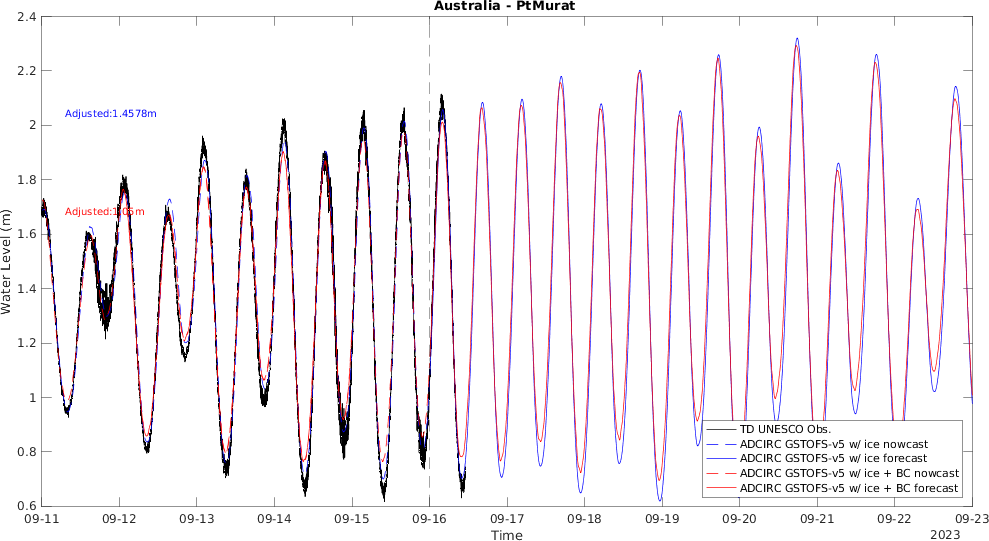 Australia - PtMurat
2.4
2.2
2
1.8
1.6
1.4
1.2
1
0.8
0.6
Water Level (m)
Adjusted:1.4578m
Adjusted:1.05m
TD UNESCO Obs.
ADCIRC GSTOFS-v5 w/ ice nowcast
ADCIRC GSTOFS-v5 w/ ice forecast
ADCIRC GSTOFS-v5 w/ ice + BC nowcast
ADCIRC GSTOFS-v5 w/ ice + BC forecast
09-11 09-12 09-13 09-14 09-15 09-16 09-17 09-18 09-19 09-20 09-21 09-22 09-23
Time
2023